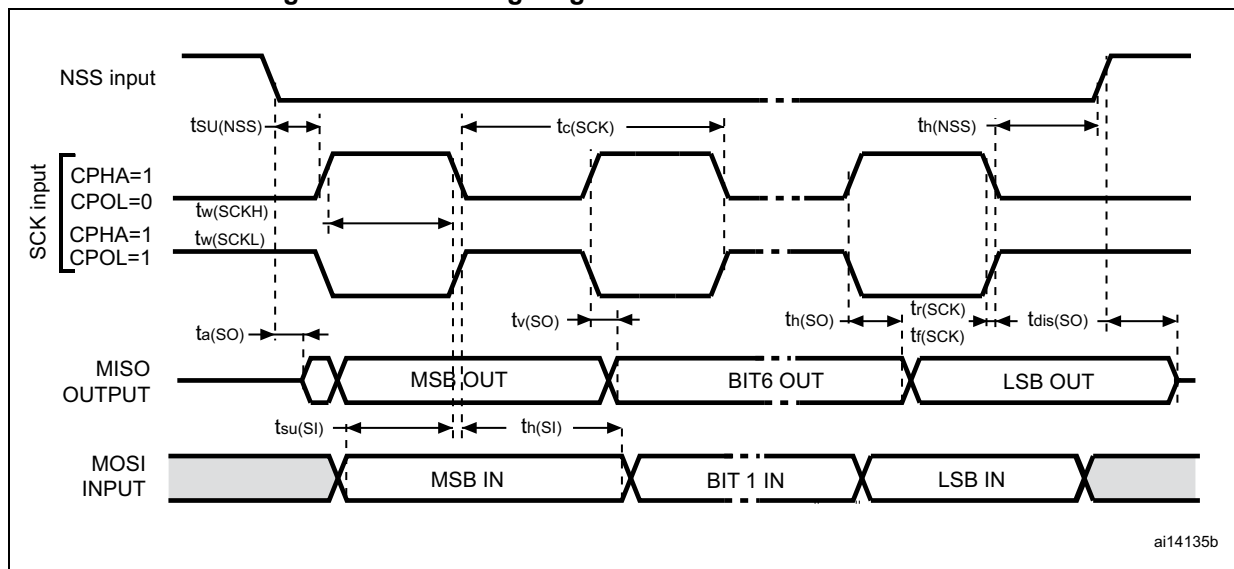 NSS input
tSU(NSS)
tc(SCK)
th(NSS)
SCK input
CPHA=1
CPOL=0
tw(SCKH)
CPHA=1
tw(SCKL)
CPOL=1
ta(SO)
tv(SO)
th(SO)
tr(SCK)
tf(SCK)
tdis(SO)
MISO
OUTPUT
MSB OUT
BIT6 OUT
LSB OUT
tsu(SI)
th(SI)
MOSI
INPUT
MSB IN
BIT 1 IN
LSB IN
ai14135b